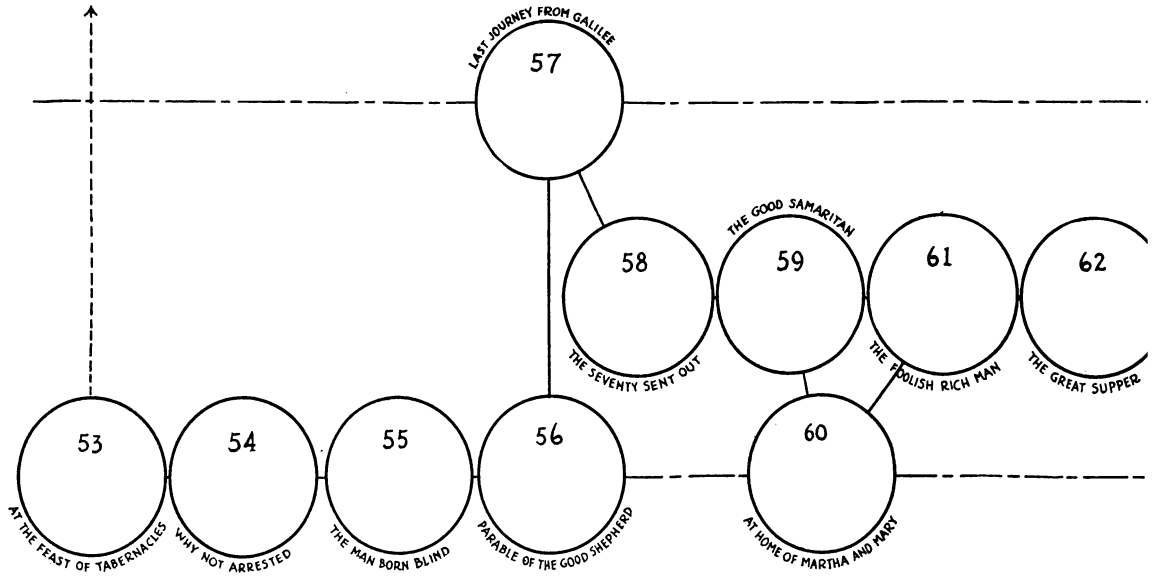 LAST JOURNEY FROM GALILEE
57
THE GOOD SAMARITAN
58
59
61
62
THE SEVENTY SENT OUT
THE FOOLISH RICH MAN
THE GREAT SUPPER
53
54
55
56
60
AT THE FEAST OF TABERNACLES
WHY NOT ARRESTED
THE MAN BORN BLIND
PARABLE OF THE GOOD SHEPHERD
AT HOME OF MARTHA AND MARY